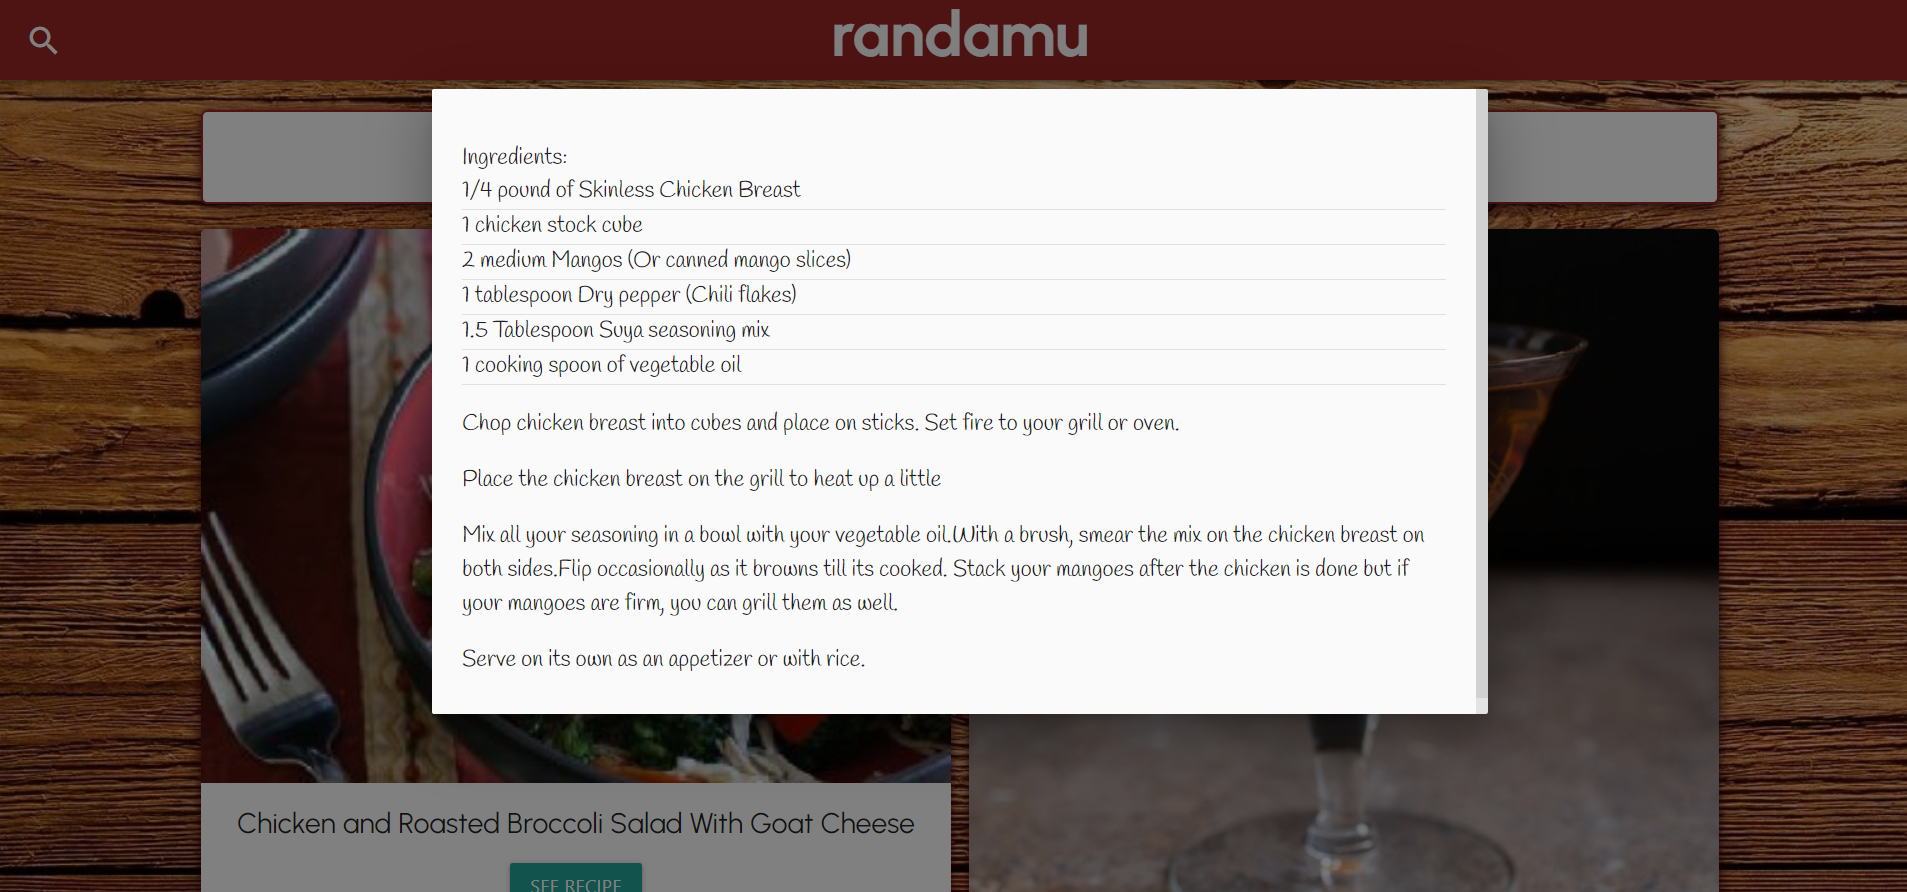 randamu
Ingredients:
1/4 pound of Skinless Chicken Breast
1 chicken stock cube
2 medium Mangos (Or canned mango slices)
1 tablespoon Dry pepper (Chili flakes)
1.5 Tablespoon Suya seasoning mix
1 cooking spoon of vegetable oil
Chop chicken breast into cubes and place on sticks. Set fire to your grill or oven.
Place the chicken breast on the grill to heat up a little
Mix all your seasoning in a bowl with your vegetable oil.With a brush, smear the mix on the chicken breast on
both sides.Flip occasionally as it browns till its cooked. Stack your mangoes after the chicken is done but if
your mangoes are firm, you can grill them as well.
Serve on its own as an appetizer or with rice.
Chicken and Roasted Broccoli Salad With Goat Cheese
SEE RECIPE